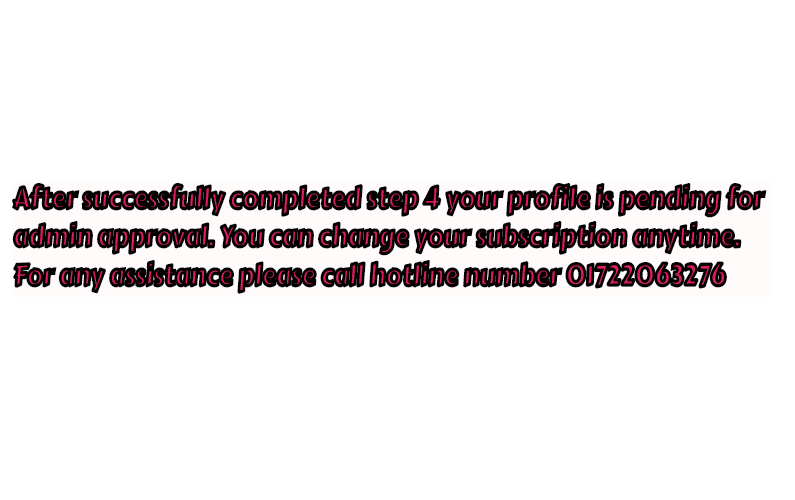 After successfully completed step 4 your profile is pending for
admin approval. You can change your subscription anytime.
For any assistance please call hotline number 01722063276